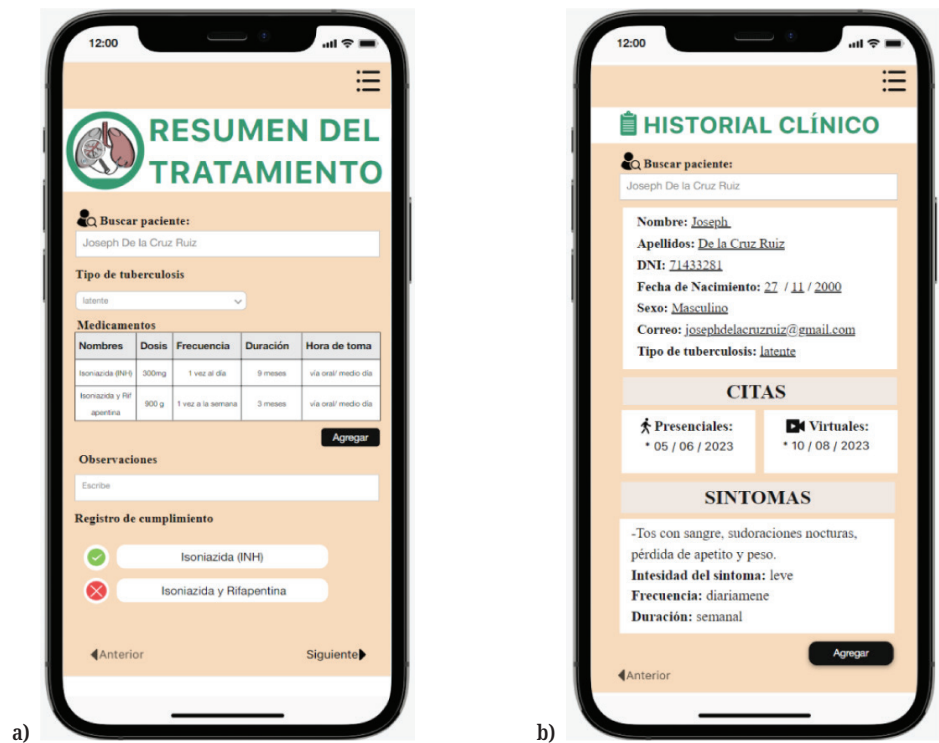 12:00
RESUMEN DEL
TRATAMIENTO
Buscar paciente:
Joseph De la Cruz Ruiz
Tipo de tuberculosis
latente
Medicamentos
Nombres Dosis Frecuencia Duración Hora de toma
Isoniazida (INH) 300mg 1 vez al día 9 meses vía oral/ medio día
Isoniazida y Rif
apentina 900 g 1 vez a la semana 3 meses vía oral/ medio día
Agregar
Observaciones
Escribe
Registro de cumplimiento
Isoniazida (INH)
Isoniazida y Rifapentina
Anterior Siguiente
a)
12:00
HISTORIAL CLÍNICO
Buscar paciente:
Joseph De la Cruz Ruiz
Nombre: Joseph
Apellidos: De la Cruz Ruiz
DNI: 71433281
Fecha de Nacimiento: 27 / 11 / 2000
Sexo: Masculino
Correo: josephdelacruzruiz@gmail.com
Tipo de tuberculosis: latente
CITAS
Presenciales: Virtuales:
* 05 / 06 / 2023 * 10 / 08 / 2023
SINTOMAS
-Tos con sangre, sudoraciones nocturas,
pérdida de apetito y peso.
Intesidad del sintoma: leve
Frecuencia: diariamene
Duración: semanal
Agregar
Anterior
b)